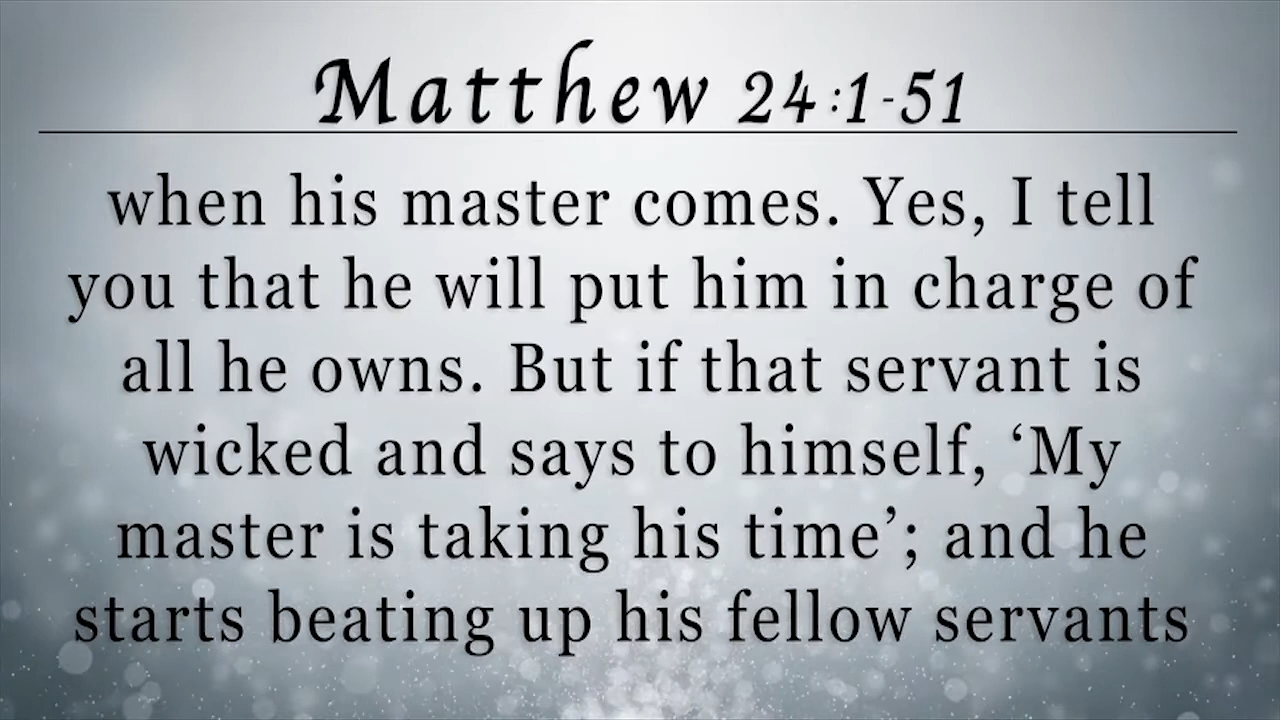 Matthew 24:1-51
when his master comes. Yes, I tell
you that he will put him in charge of
all he owns. But if that servant is
wicked and says to himself, ‘My
master is taking his time’; and he
starts beating up his fellow servants